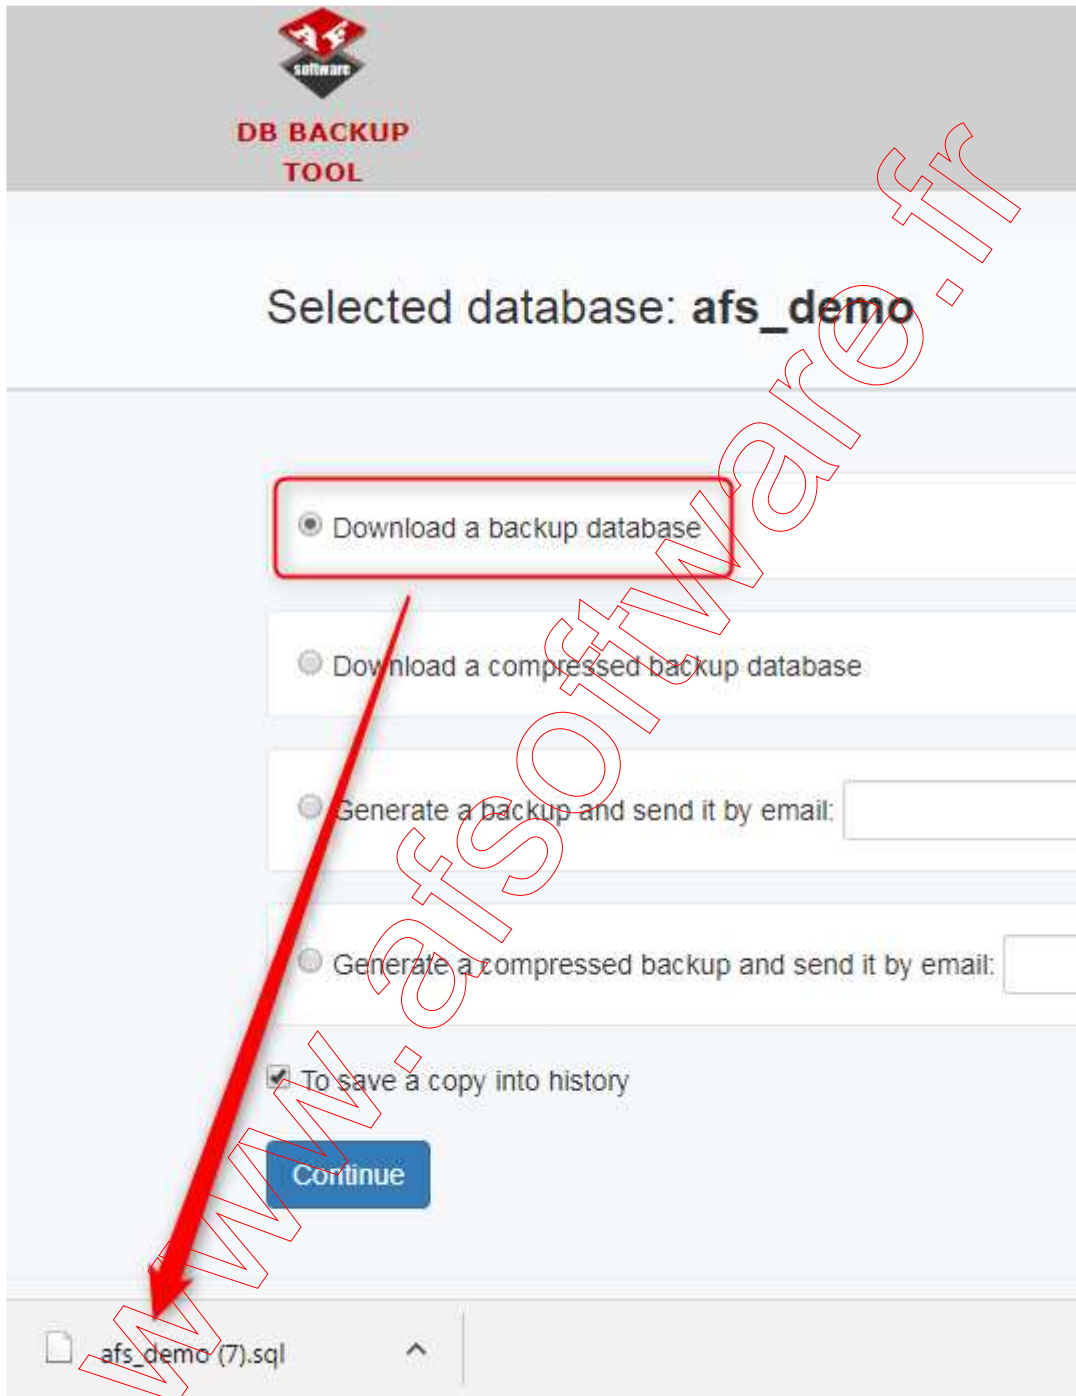 AFS
software
DB BACKUP
TOOL
Selected database: afs_demo
Download a backup database
Download a compressed backup database
Generate a backup and send it by email:
Generate a compressed backup and send it by email:
To save a copy into history
Continue
afs_demo (7).sql
www.afsoftware.fr